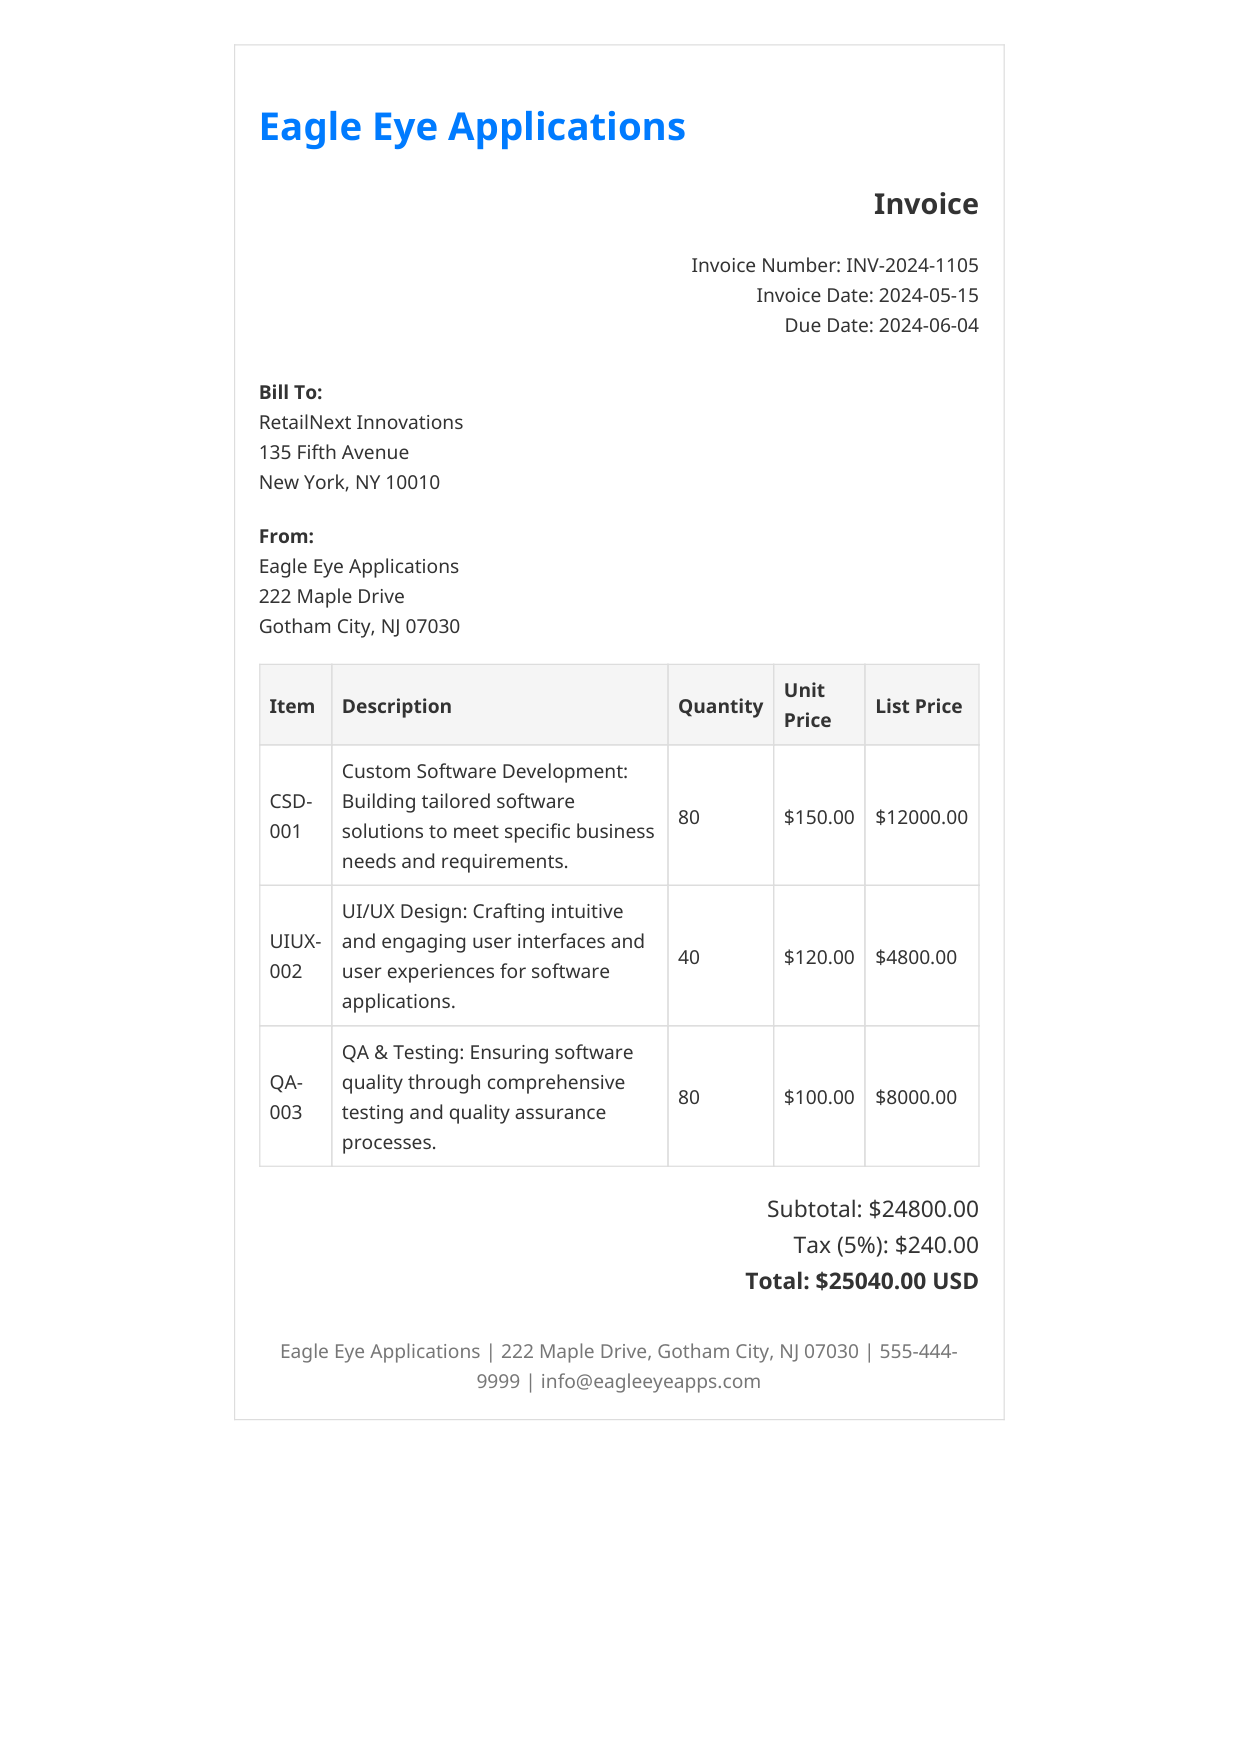 Eagle Eye Applications
Invoice
Invoice Number: INV-2024-1105
Invoice Date: 2024-05-15
Due Date: 2024-06-04
Bill To:
RetailNext Innovations
135 Fifth Avenue
New York, NY 10010
From:
Eagle Eye Applications
222 Maple Drive
Gotham City, NJ 07030
Item Description Quantity Unit Price List Price
CSD-001 Custom Software Development:
Building tailored software
solutions to meet specific business
needs and requirements. 80 $150.00 $12000.00
UIUX-002 UI/UX Design: Crafting intuitive
and engaging user interfaces and
user experiences for software
applications. 40 $120.00 $4800.00
QA-003 QA & Testing: Ensuring software
quality through comprehensive
testing and quality assurance
processes. 80 $100.00 $8000.00
Subtotal: $24800.00
Tax (5%): $240.00
Total: $25040.00 USD
Eagle Eye Applications | 222 Maple Drive, Gotham City, NJ 07030 | 555-444-
9999 | info@eagleeyeapps.com